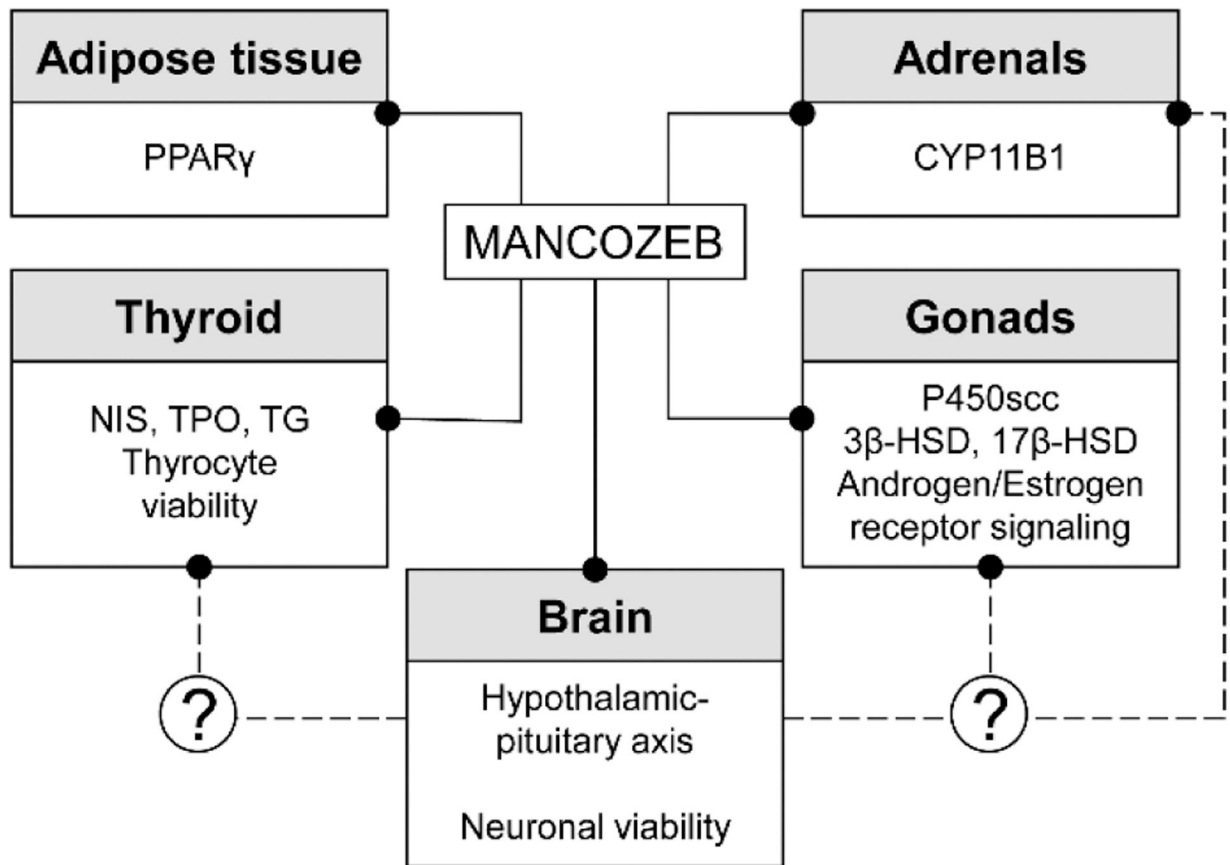 Adipose tissue
PPARγ
Adrenals
CYP11B1
MANCOZEB
Thyroid
NIS, TPO, TG
Thyrocyte
viability
Gonads
P450scc
3β-HSD, 17β-HSD
Androgen/Estrogen
receptor signaling
Brain
Hypothalamic-
pituitary axis
Neuronal viability
?
?